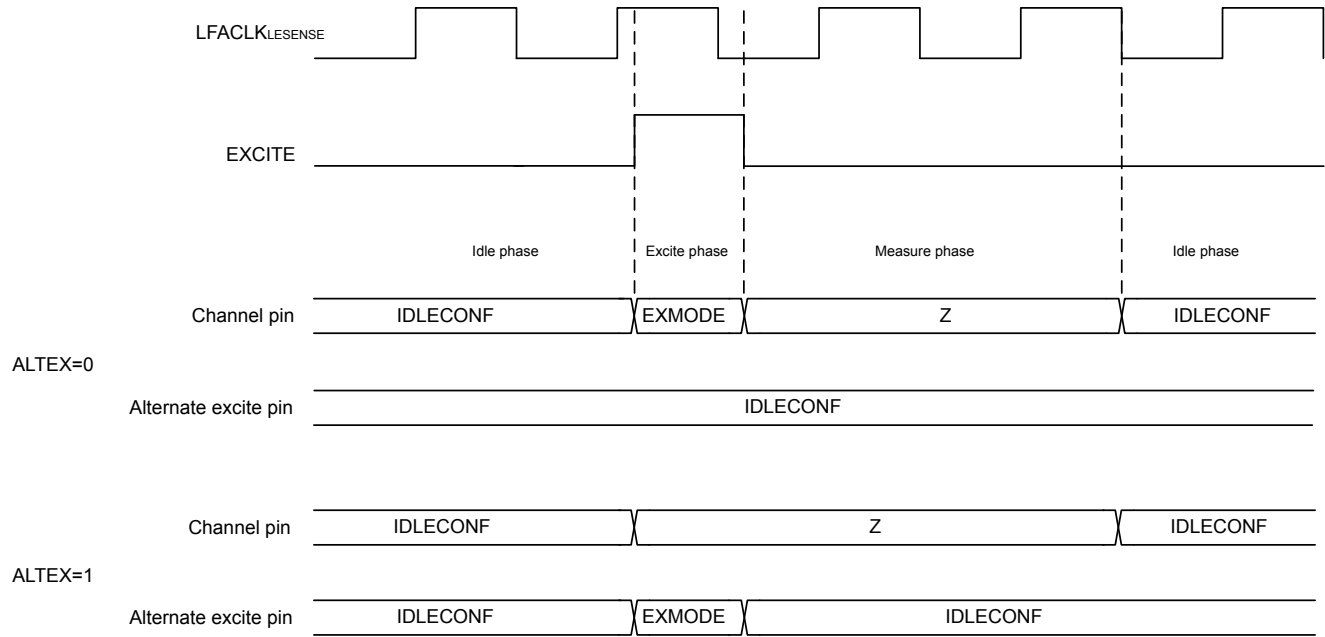 LFACLKLESENSE
EXCITE
Idle phase Excite phase Measure phase Idle phase
Channel pin IDLECONF EXMODE Z IDLECONF
ALTEX=0
Alternate excite pin IDLECONF
Channel pin IDLECONF Z IDLECONF
ALTEX=1
Alternate excite pin IDLECONF EXMODE IDLECONF